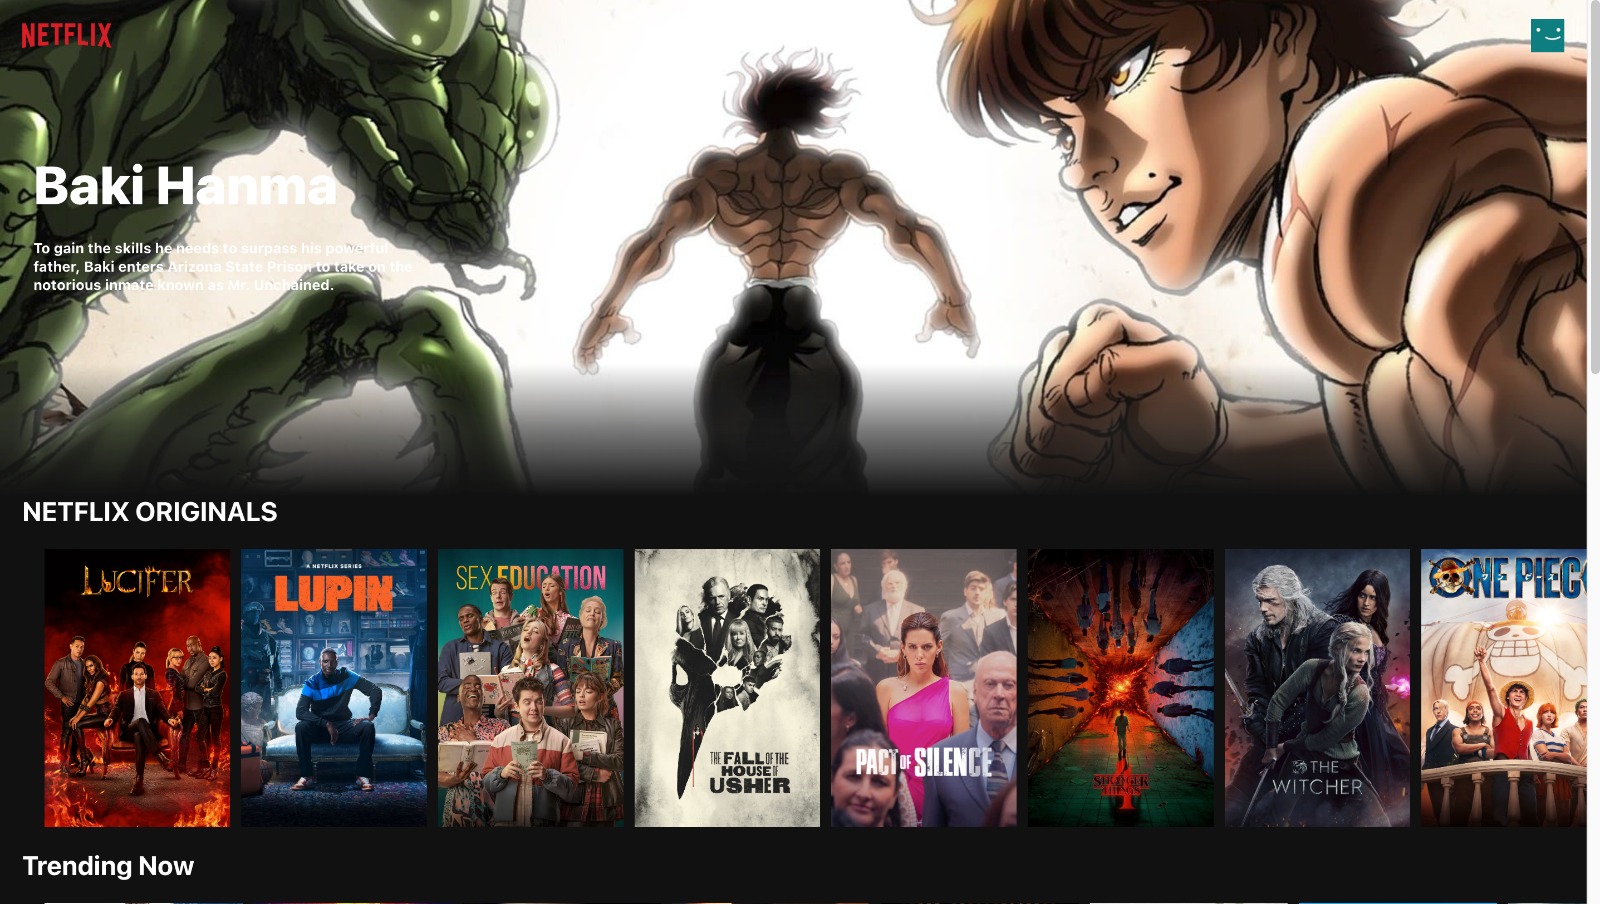 NETFLIX
Baki Hanma
To gain the skills he needs to surpass his powerful
father, Baki enters Arizona State Prison to take on the
notorious inmate known as Mr. Unchained.
NETFLIX ORIGINALS
LUCIFER
A NETFLIX SERIES
LUPIN
SEX EDUCATION
THE FALL OF THE
HOUSE OF
USHER
PACT OF SILENCE
STRANGER
THINGS
THE
WITCHER
ONE PIEC
Trending Now